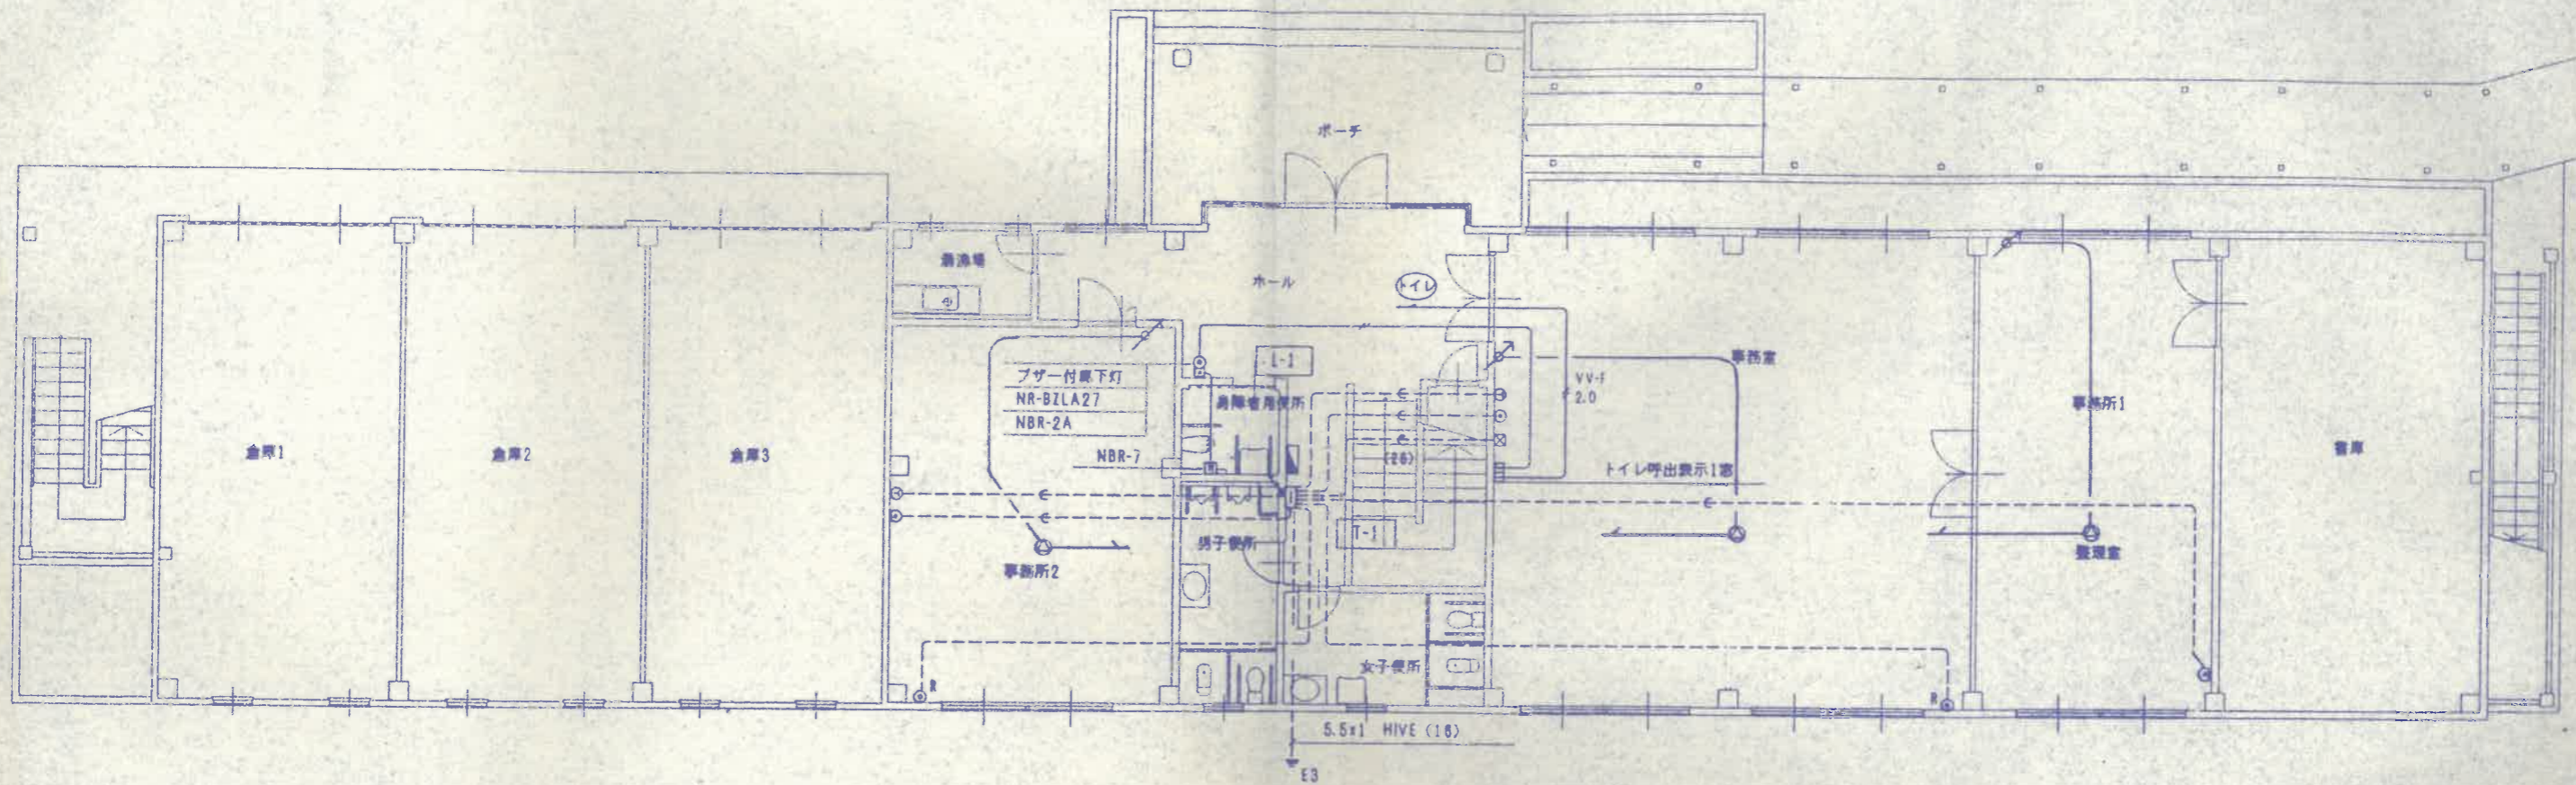 ポーチ
湯沸場
ホール
トイレ
L-1
ブザー付廊下灯
NR-BZLA27
NBR-2A
NBR-7
身障者用便所
事務室
VV-F
2.0
事務所1
倉庫1
倉庫2
倉庫3
書庫
(26)
トイレ呼出表示1窓
T-1
男子便所
事務所2
整理室
女子便所
R
R
5.5x1 HIVE (16)
E3